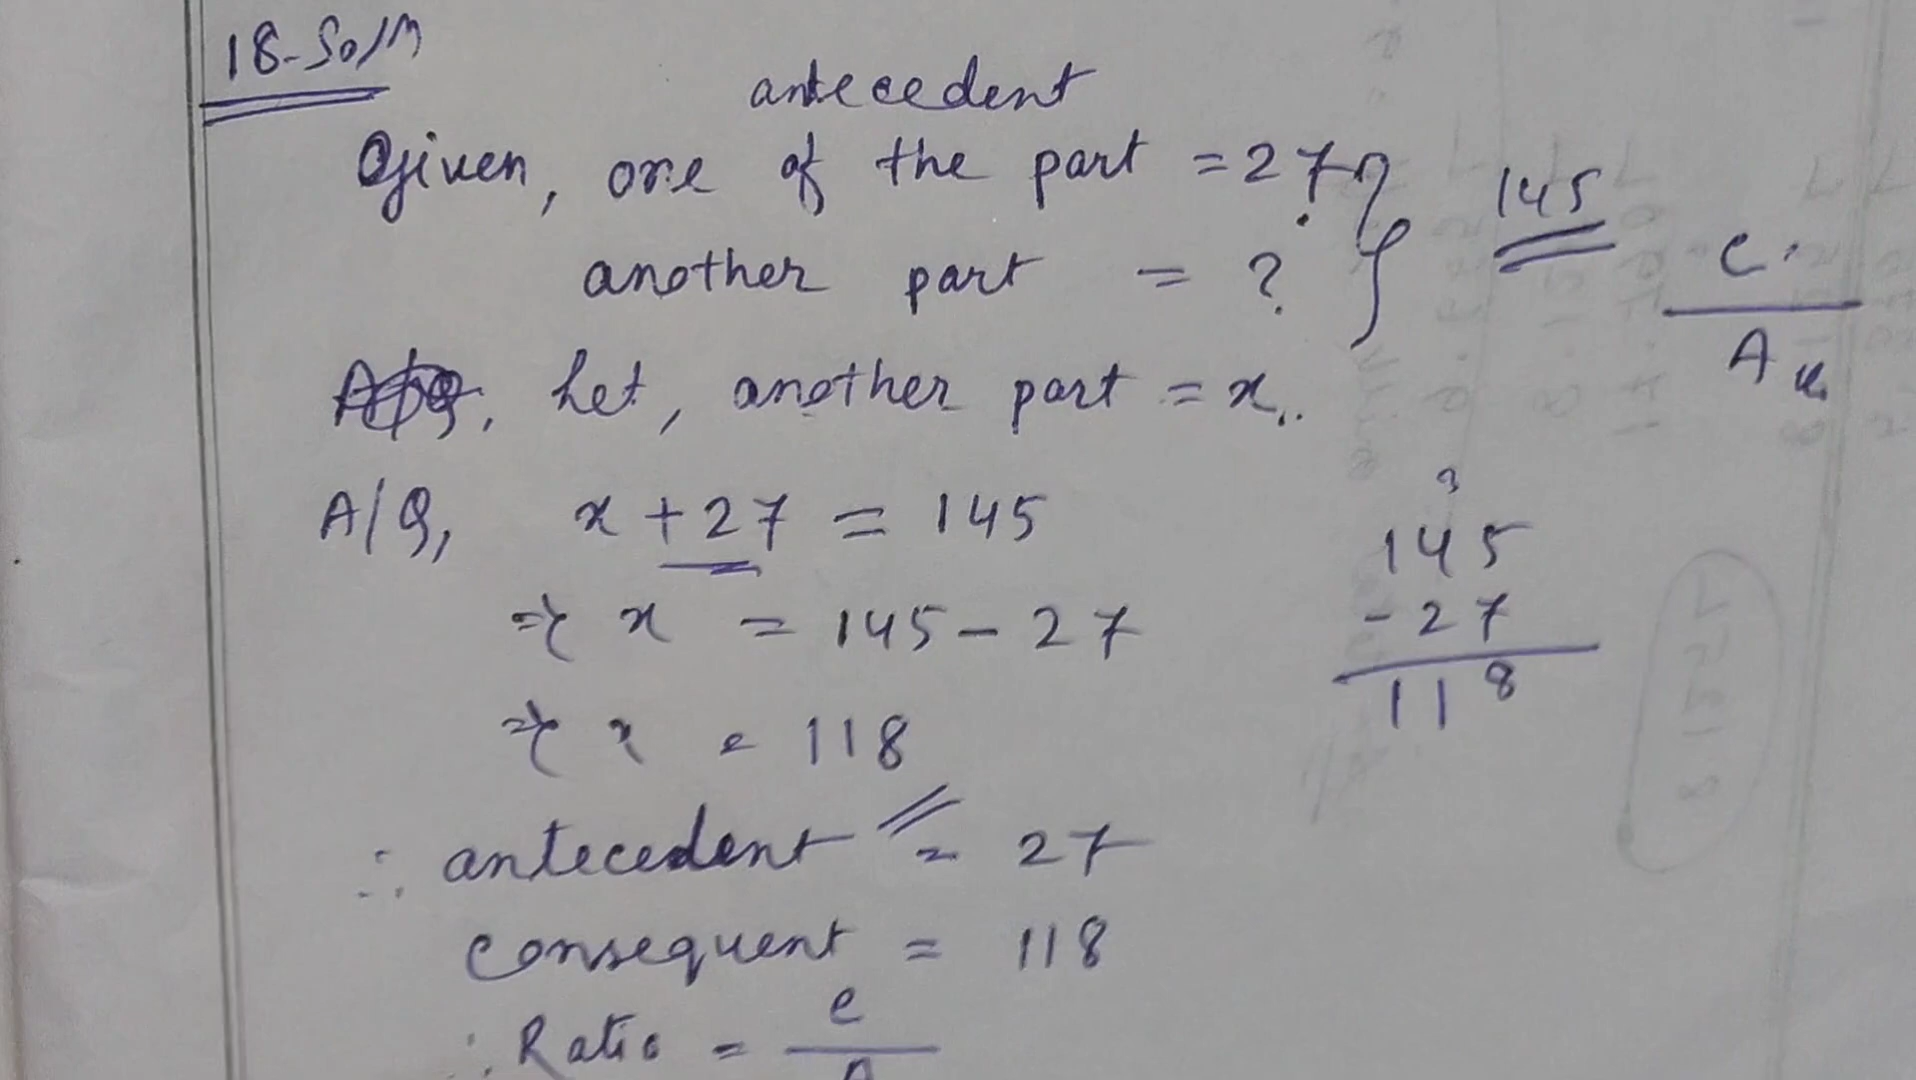 18-Soln
antecedent
Given, one of the part = 27
another part = ?
145
C.
A
Let, another part = x.
A/Q, x + 27 = 145
⇒ x = 145 - 27
⇒ x = 118
3
145
- 27
118
∴ antecedent = 27
consequent = 118
∴ Ratio = C
A